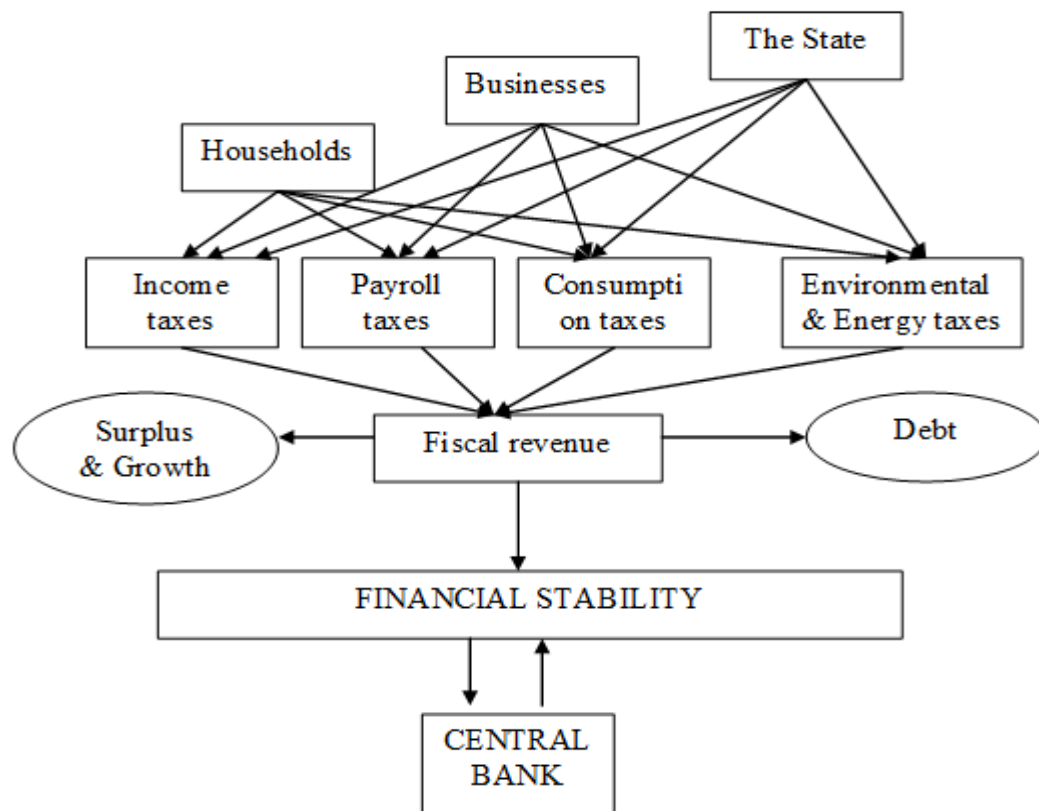 The State
Businesses
Households
Income
taxes
Payroll
taxes
Consumpti
on taxes
Environmental
& Energy taxes
Surplus
& Growth
Fiscal revenue
Debt
FINANCIAL STABILITY
CENTRAL
BANK